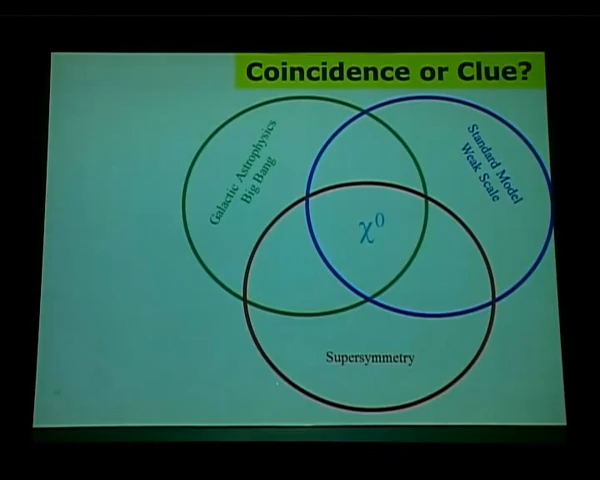 Coincidence or Clue?
Galactic Astrophysics
Big Bang
Standard Model
Weak Scale
χ⁰
Supersymmetry